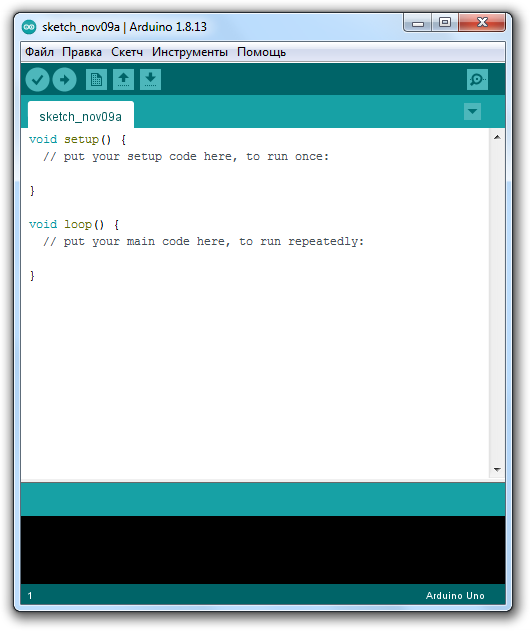 sketch_nov09a | Arduino 1.8.13
Файл Правка Скетч Инструменты Помощь
sketch_nov09a
void setup() {
  // put your setup code here, to run once:
}
void loop() {
  // put your main code here, to run repeatedly:
}
1 Arduino Uno